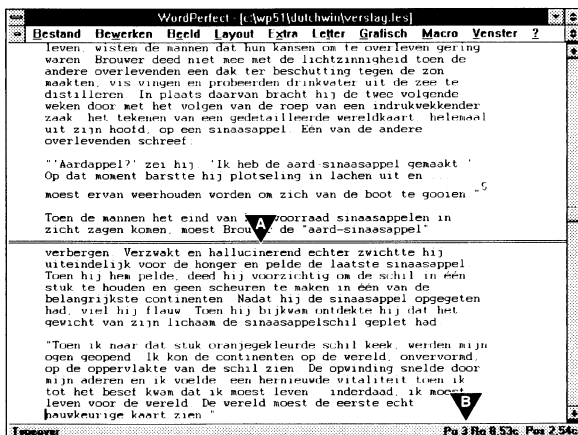 WordPerfect - [c:\wp51\dutchwin\verslag.les]
Bestand Bewerken Beeld Layout Extra Letter Grafisch Macro Venster ?
leven, wisten de mannen dat hun kansen om te overleven gering
waren. Brouwer deed niet mee met de lichtzinnigheid toen de
andere overlevenden een dak ter beschutting tegen de zon
maakten, vis vingen en probeerden drinkwater uit de zee te
distilleren. In plaats daarvan bracht hij de twee volgende
weken door met het volgen van de roep van een indrukwekkender
zaak het tekenen van een gedetailleerde wereldkaart helemaal
uit zijn hoofd, op een sinaasappel. Eén van de andere
overlevenden schreef:
"'Aardappel?' zei hij. 'Ik heb de aard-sinaasappel gemaakt.'
Op dat moment barstte hij plotseling in lachen uit en ...
moest ervan weerhouden worden om zich van de boot te gooien."5
Toen de mannen het eind van voorraad sinaasappelen in
zicht zagen komen, moest Brouwer de "aard-sinaasappel"
A
verbergen. Verzwakt en hallucinerend echter zwichtte hij
uiteindelijk voor de honger en pelde de laatste sinaasappel.
Toen hij hem pelde, deed hij voorzichtig om de schil in één
stuk te houden en geen scheuren te maken in één van de
belangrijkste continenten. Nadat hij de sinaasappel opgegeten
had, viel hij flauw. Toen hij bijkwam ontdekte hij dat het
gewicht van zijn lichaam de sinaasappelschil geplet had.
"Toen ik naar dat stuk oranjegekleurde schil keek, werden mijn
ogen geopend. Ik kon de continenten op de wereld, onvervormd,
op de oppervlakte van de schil zien. De opwinding snelde door
mijn aderen en ik voelde een hernieuwde vitaliteit toen ik
tot het besef kwam dat ik moest leven inderdaad, ik moest
leven voor de wereld. De wereld moest de eerste echt
nauwkeurige kaart zien."
B
Typeover Pg 3 Rg 8.53c Pos 2.54c